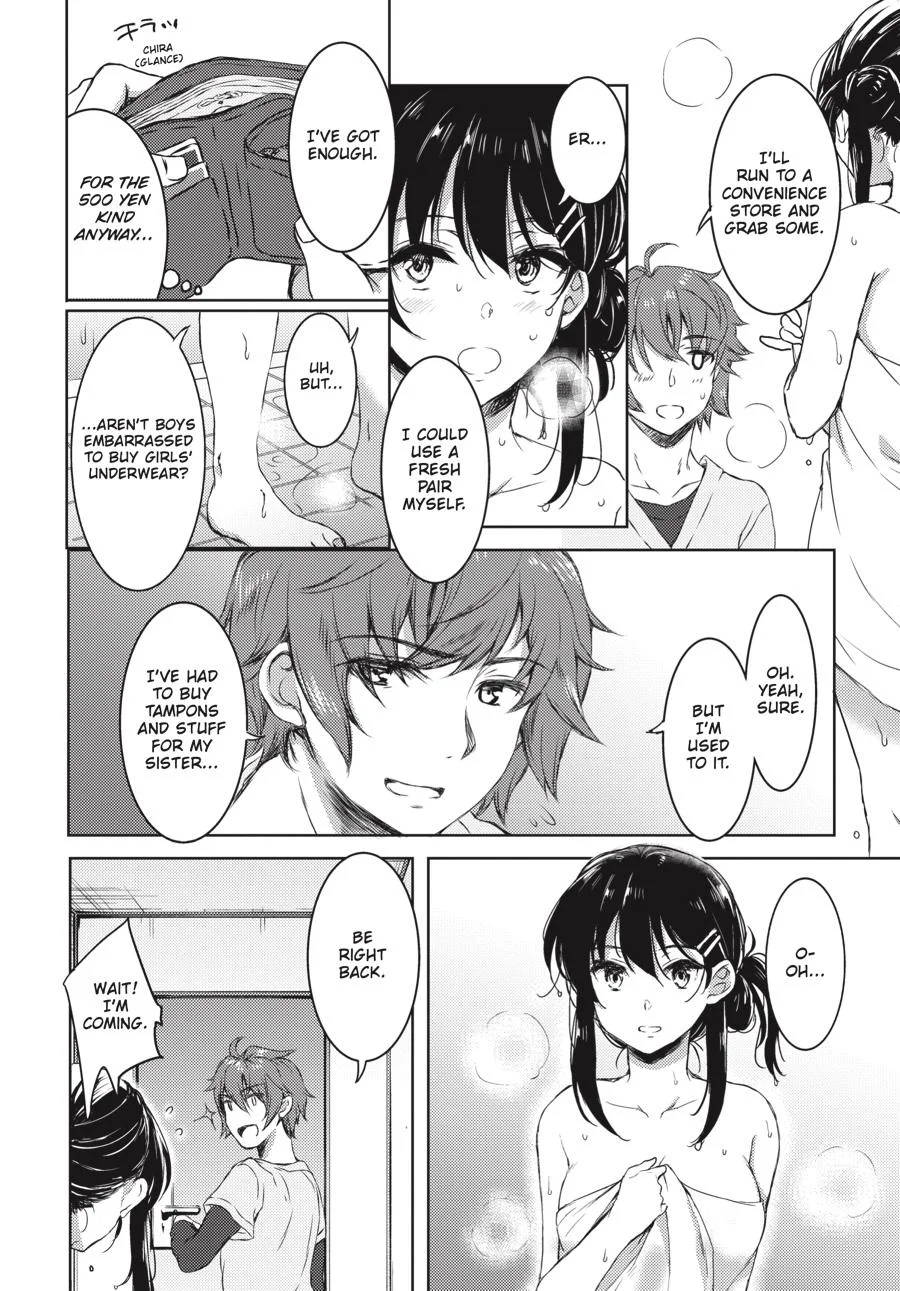 I'LL
RUN TO A
CONVENIENCE
STORE AND
GRAB SOME.
ER...
I COULD
USE A
FRESH
PAIR
MYSELF.
チラッ
CHIRA
(GLANCE)
I'VE GOT
ENOUGH.
FOR THE
500 YEN
KIND
ANYWAY...
UH,
BUT...
...AREN'T BOYS
EMBARRASSED
TO BUY GIRLS'
UNDERWEAR?
OH.
YEAH,
SURE.
BUT
I'M
USED
TO IT.
I'VE HAD
TO BUY
TAMPONS
AND STUFF
FOR MY
SISTER...
O-
OH...
BE
RIGHT
BACK.
WAIT!
I'M
COMING.